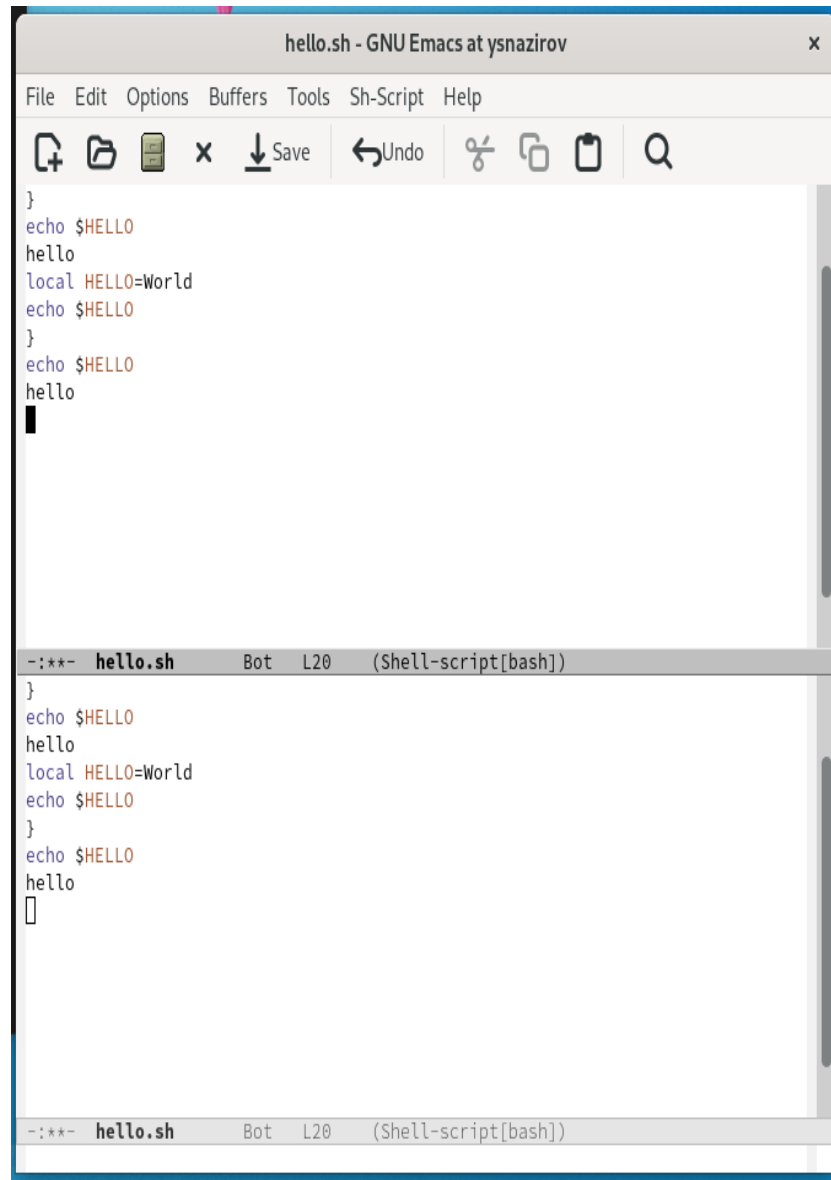 hello.sh - GNU Emacs at ysnazirov
File Edit Options Buffers Tools Sh-Script Help
Save Undo
}
echo $HELLO
hello
local HELLO=World
echo $HELLO
}
echo $HELLO
hello
-:**- hello.sh Bot L20 (Shell-script[bash])
}
echo $HELLO
hello
local HELLO=World
echo $HELLO
}
echo $HELLO
hello
-:**- hello.sh Bot L20 (Shell-script[bash])